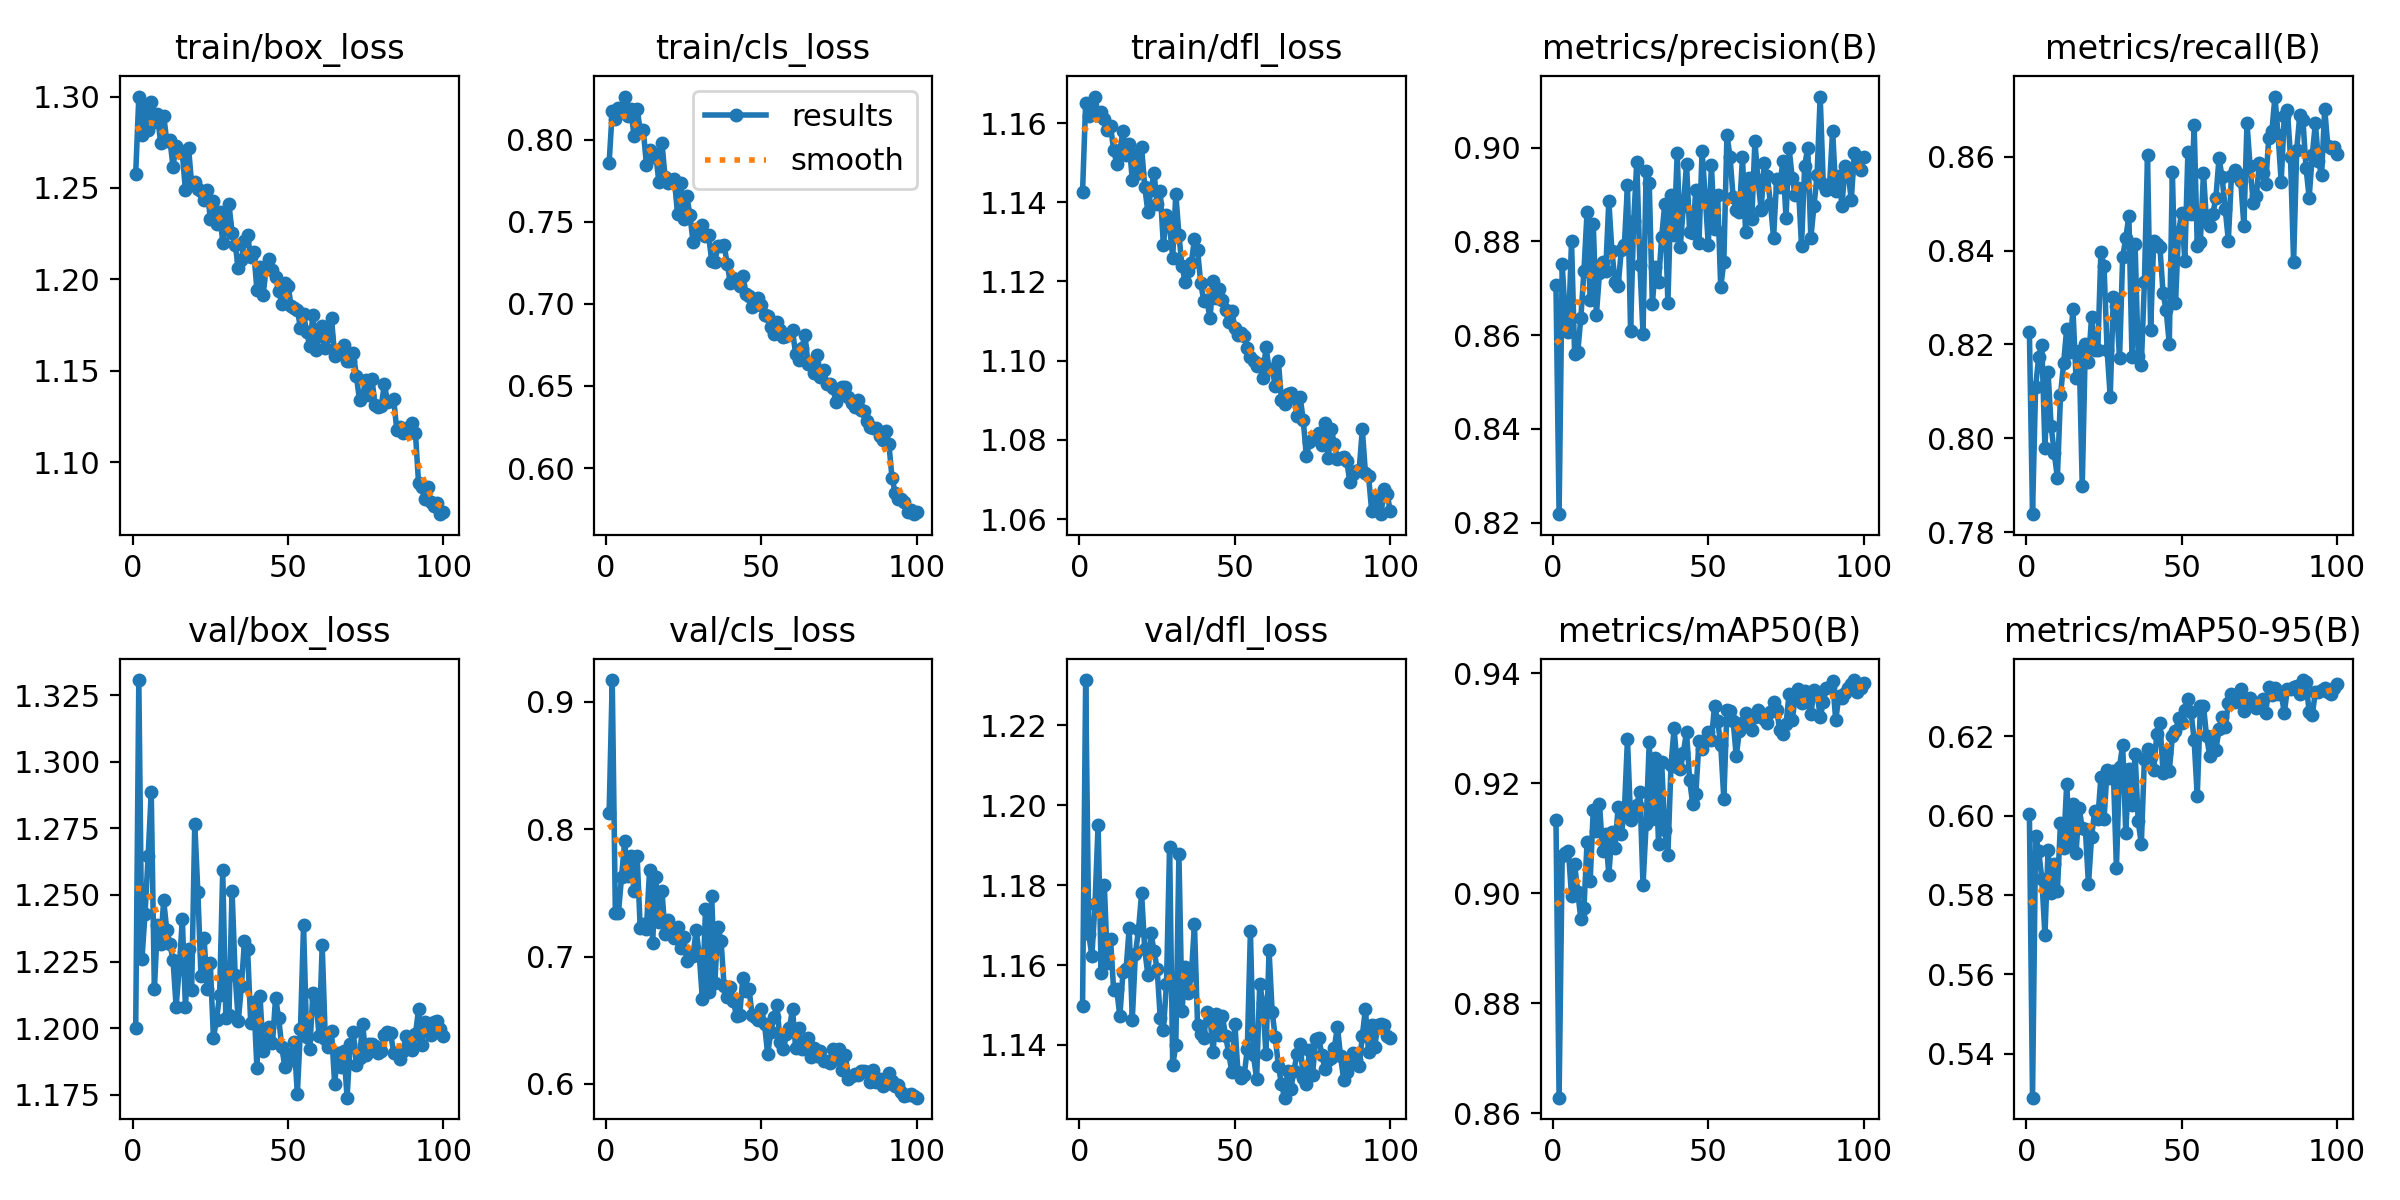 train/box_loss
1.30
1.25
1.20
1.15
1.10
0 50 100
train/cls_loss
results
smooth
0.80
0.75
0.70
0.65
0.60
0 50 100
train/dfl_loss
1.16
1.14
1.12
1.10
1.08
1.06
0 50 100
metrics/precision(B)
0.90
0.88
0.86
0.84
0.82
0 50 100
metrics/recall(B)
0.86
0.84
0.82
0.80
0.78
0 50 100
val/box_loss
1.325
1.300
1.275
1.250
1.225
1.200
1.175
0 50 100
val/cls_loss
0.9
0.8
0.7
0.6
0 50 100
val/dfl_loss
1.22
1.20
1.18
1.16
1.14
0 50 100
metrics/mAP50(B)
0.94
0.92
0.90
0.88
0.86
0 50 100
metrics/mAP50-95(B)
0.62
0.60
0.58
0.56
0.54
0 50 100